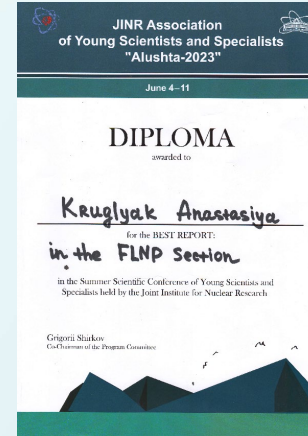 JINR Association
of Young Scientists and Specialists
"Alushta-2023"
June 4–11
DIPLOMA
awarded to
Kruglyak Anastasiya
for the BEST REPORT:
in the FLNP Section
in the Summer Scientific Conference of Young Scientists and
Specialists held by the Joint Institute for Nuclear Research
Grigorii Shirkov
Co-Chairman of the Program Committee